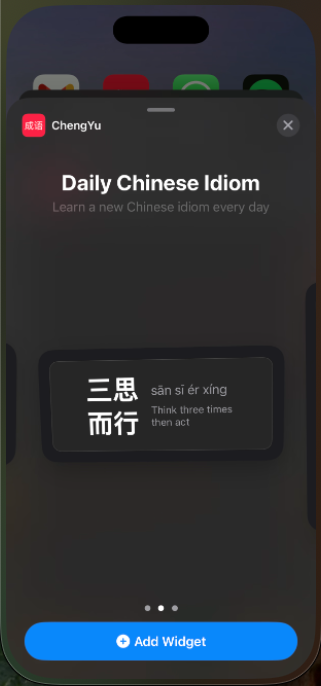 成语 ChengYu
Daily Chinese Idiom
Learn a new Chinese idiom every day
三思
而行
sān sī ér xíng
Think three times
then act
Add Widget